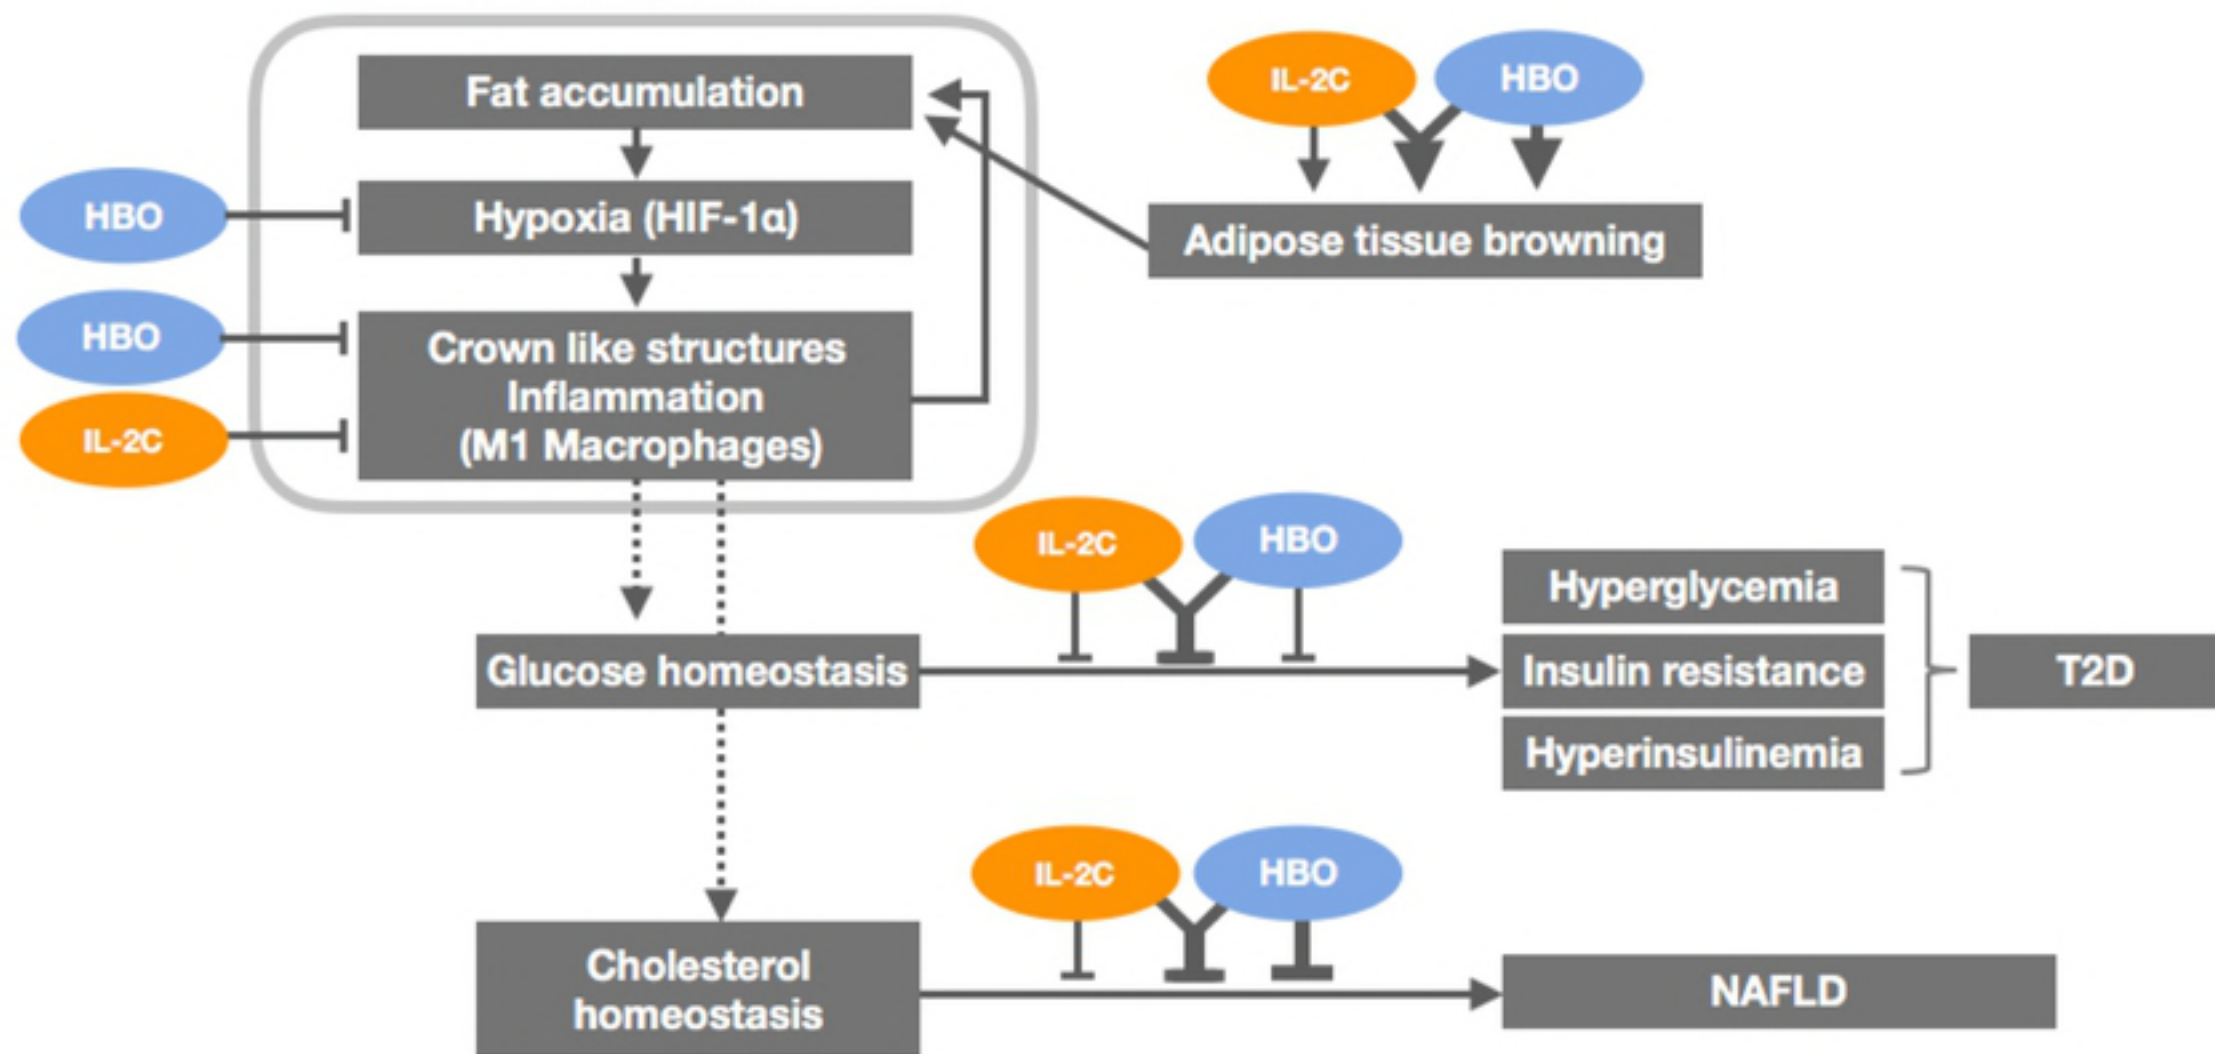 Fat accumulation
IL-2C
HBO
HBO
Hypoxia (HIF-1α)
Adipose tissue browning
HBO
Crown like structures
Inflammation
(M1 Macrophages)
IL-2C
IL-2C
HBO
Hyperglycemia
Glucose homeostasis
Insulin resistance
T2D
Hyperinsulinemia
IL-2C
HBO
Cholesterol
homeostasis
NAFLD